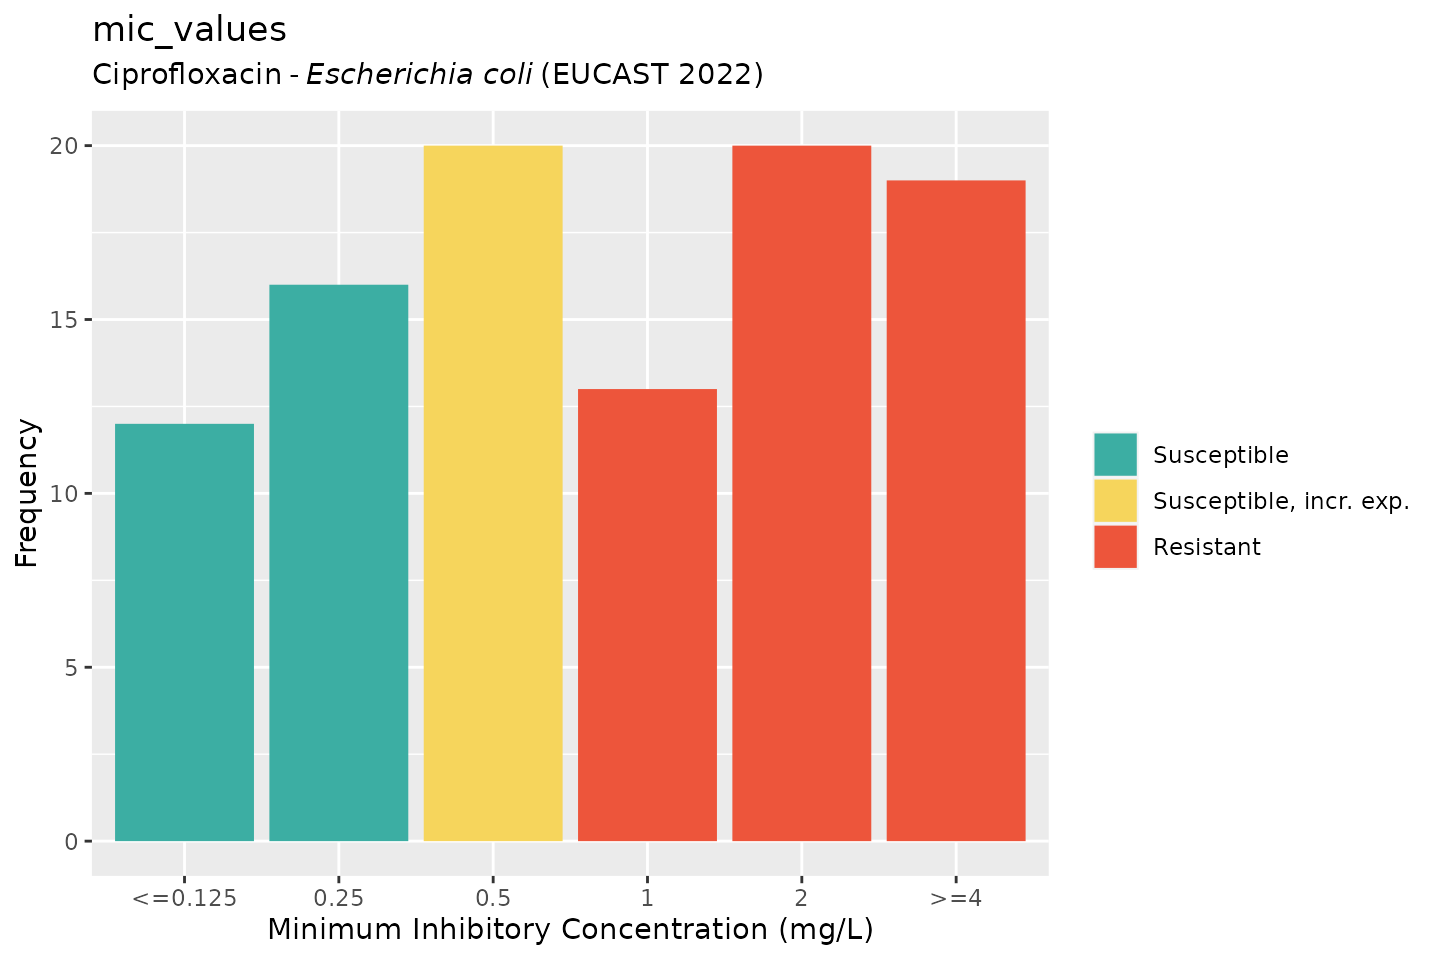 mic_values
Ciprofloxacin - Escherichia coli (EUCAST 2022)
Frequency
20
15
10
5
0
<=0.125 0.25 0.5 1 2 >=4
Minimum Inhibitory Concentration (mg/L)
Susceptible
Susceptible, incr. exp.
Resistant